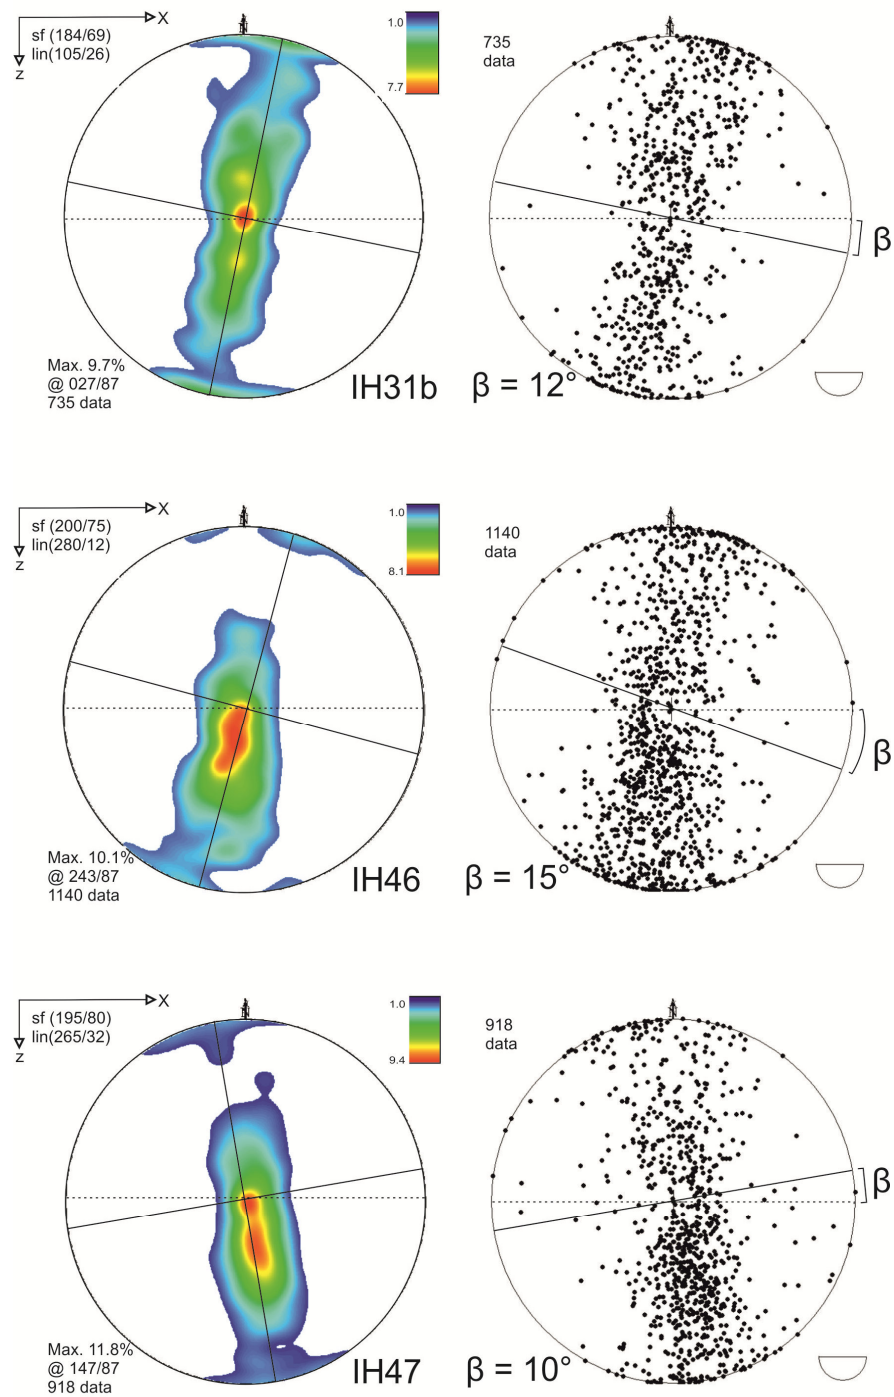 X
sf (184/69)
lin(105/26)
z
N
1.0
7.7
735
data
N
β
Max. 9.7%
@ 027/87
735 data
IH31b
β = 12°
X
sf (200/75)
lin(280/12)
z
N
1.0
8.1
1140
data
N
β
Max. 10.1%
@ 243/87
1140 data
IH46
β = 15°
X
sf (195/80)
lin(265/32)
z
N
1.0
9.4
918
data
N
β
Max. 11.8%
@ 147/87
918 data
IH47
β = 10°